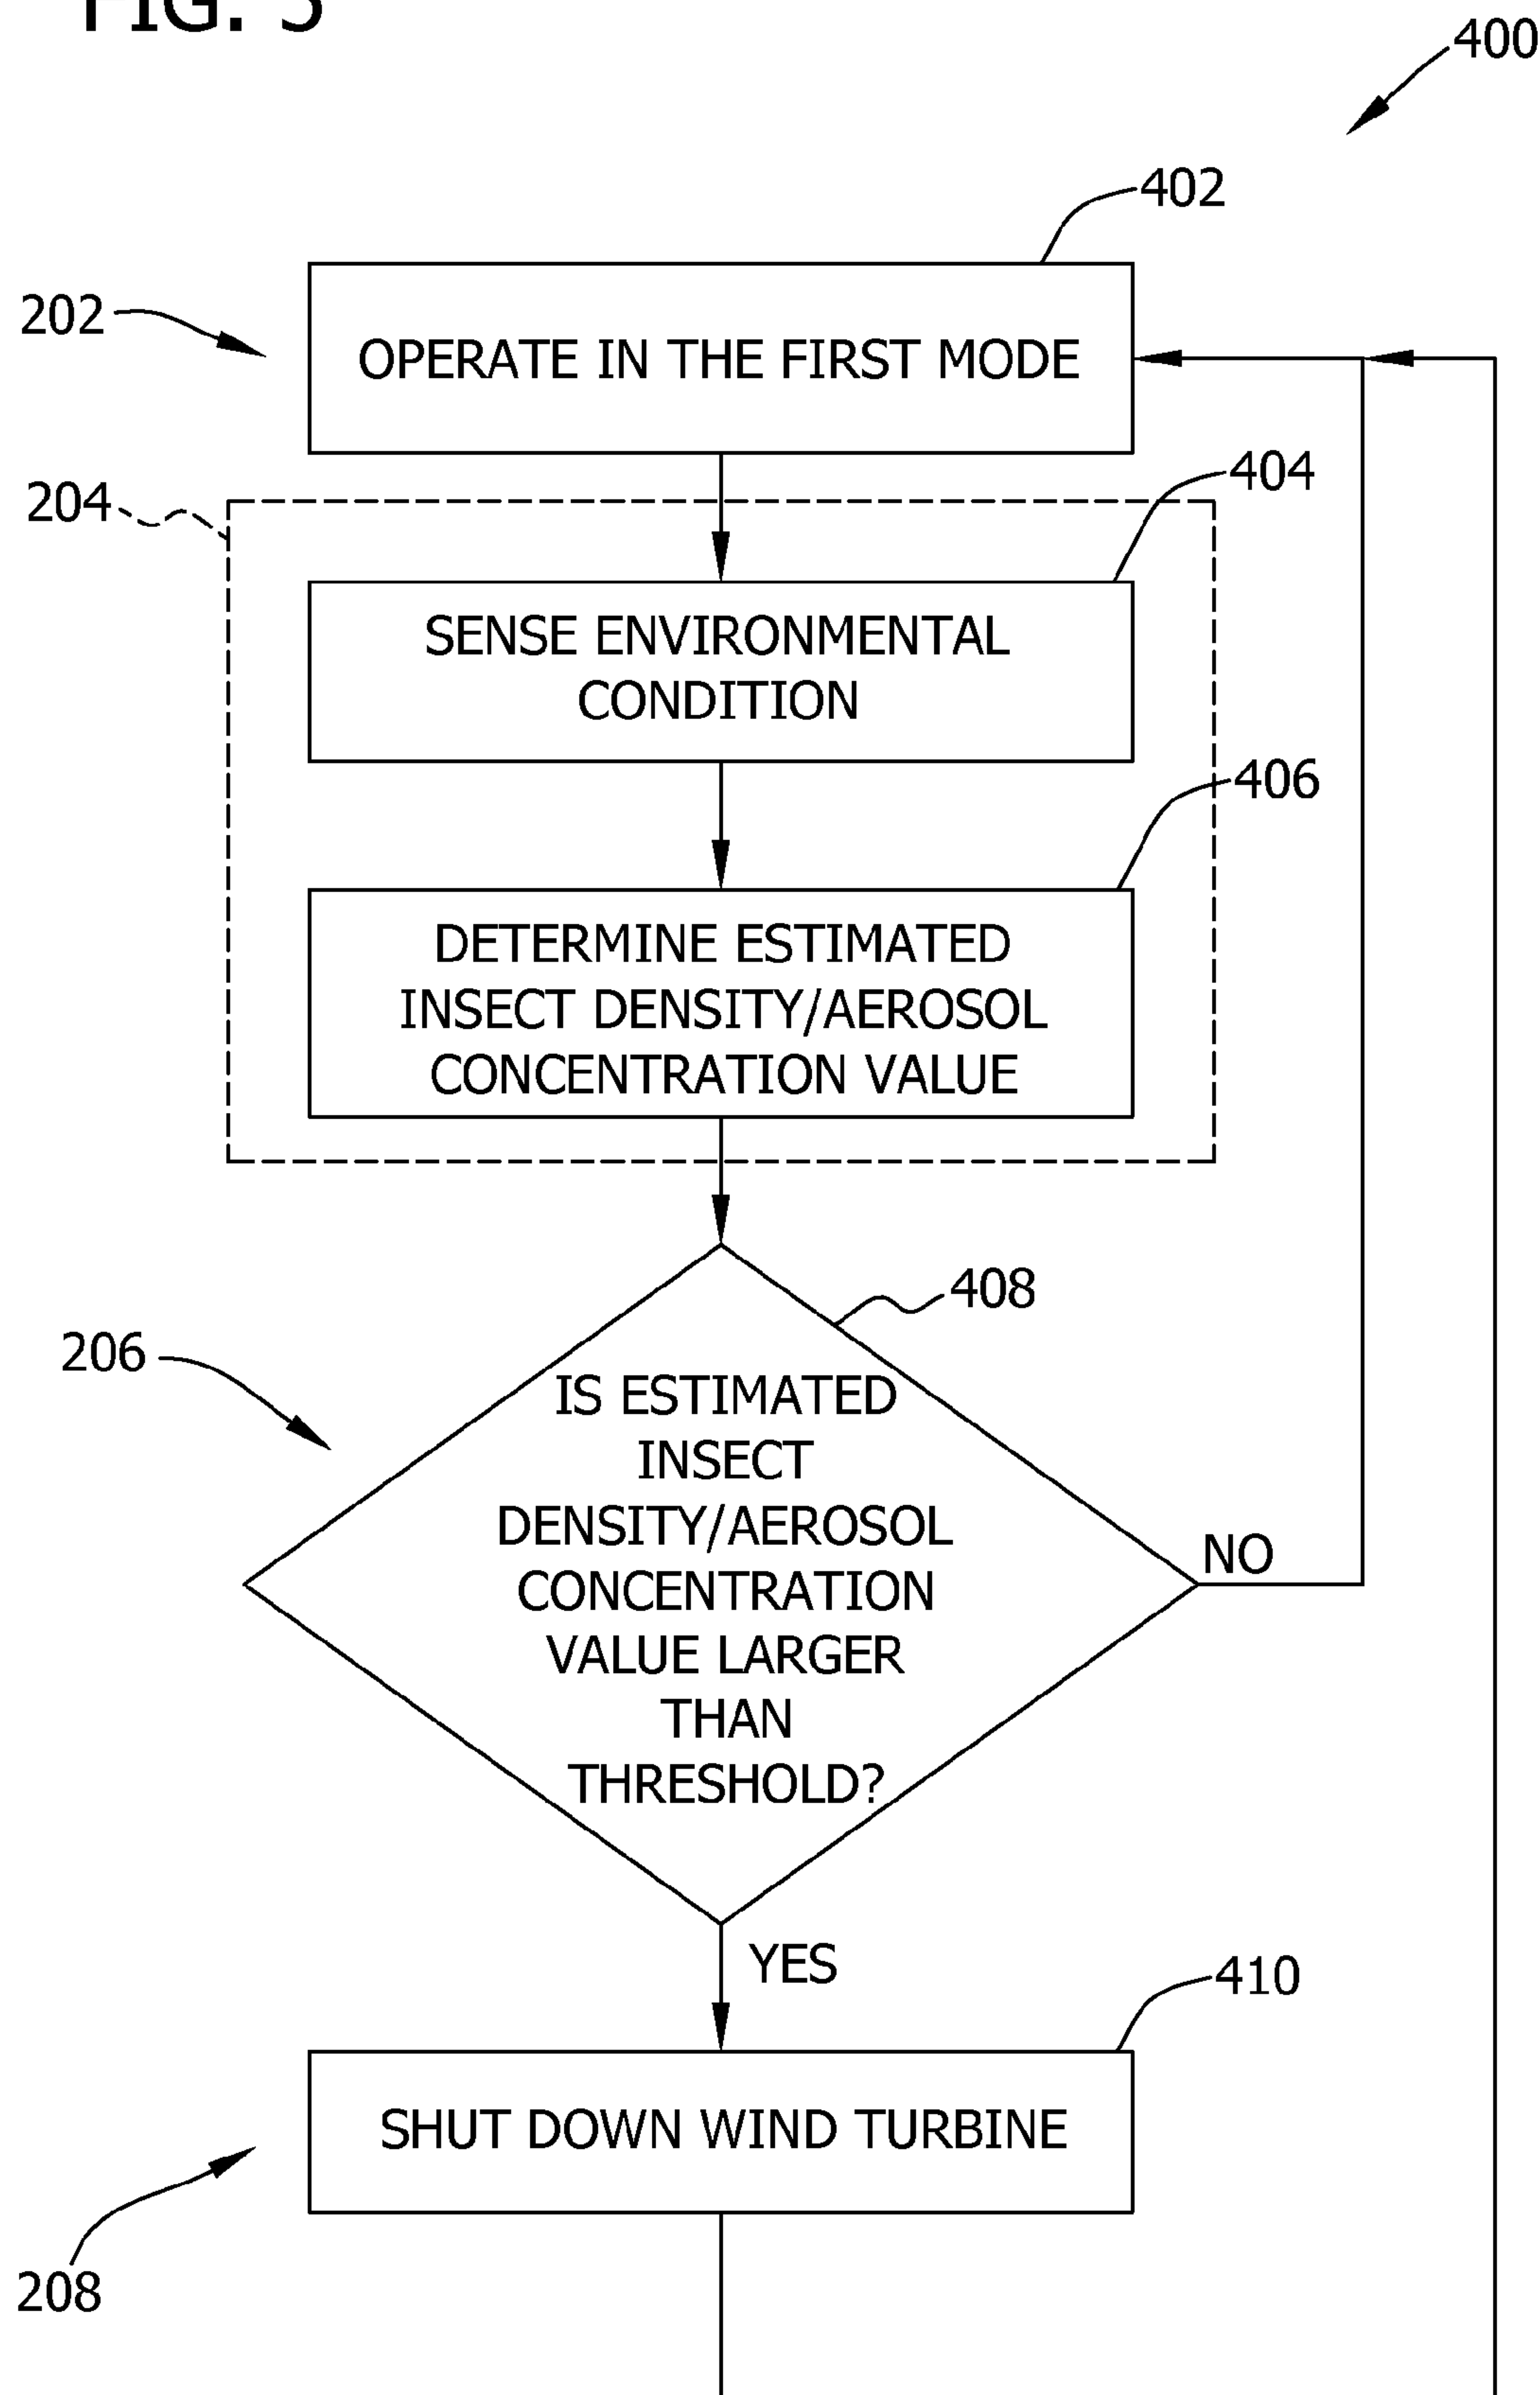 FIG. 5
400
402
202
OPERATE IN THE FIRST MODE
404
204
SENSE ENVIRONMENTAL
CONDITION
406
DETERMINE ESTIMATED
INSECT DENSITY/AEROSOL
CONCENTRATION VALUE
408
206
IS ESTIMATED
INSECT
DENSITY/AEROSOL
CONCENTRATION
VALUE LARGER
THAN
THRESHOLD?
NO
YES
410
SHUT DOWN WIND TURBINE
208